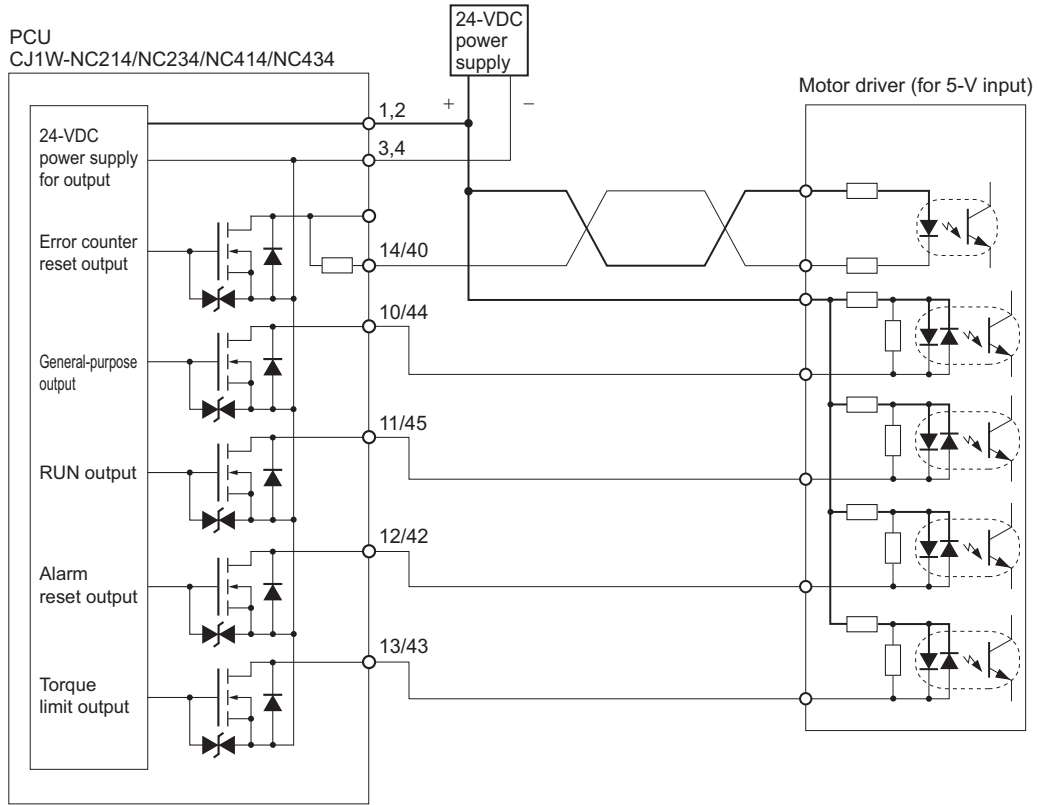 24-VDC
power
supply
PCU
CJ1W-NC214/NC234/NC414/NC434
Motor driver (for 5-V input)
+
−
1,2
3,4
24-VDC
power supply
for output
Error counter
reset output
14/40
10/44
General-purpose
output
11/45
RUN output
12/42
Alarm
reset output
13/43
Torque
limit output